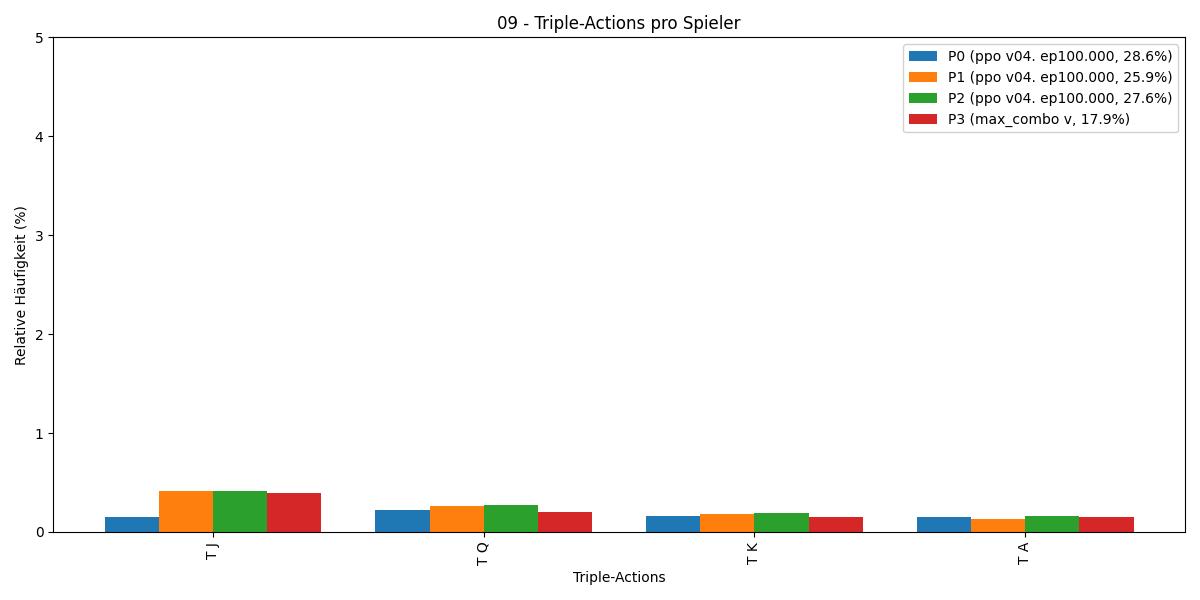 09 - Triple-Actions pro Spieler
P0 (ppo v04. ep100.000, 28.6%)
P1 (ppo v04. ep100.000, 25.9%)
P2 (ppo v04. ep100.000, 27.6%)
P3 (max_combo v, 17.9%)
Relative Häufigkeit (%)
5
4
3
2
1
0
T J
T Q
T K
T A
Triple-Actions